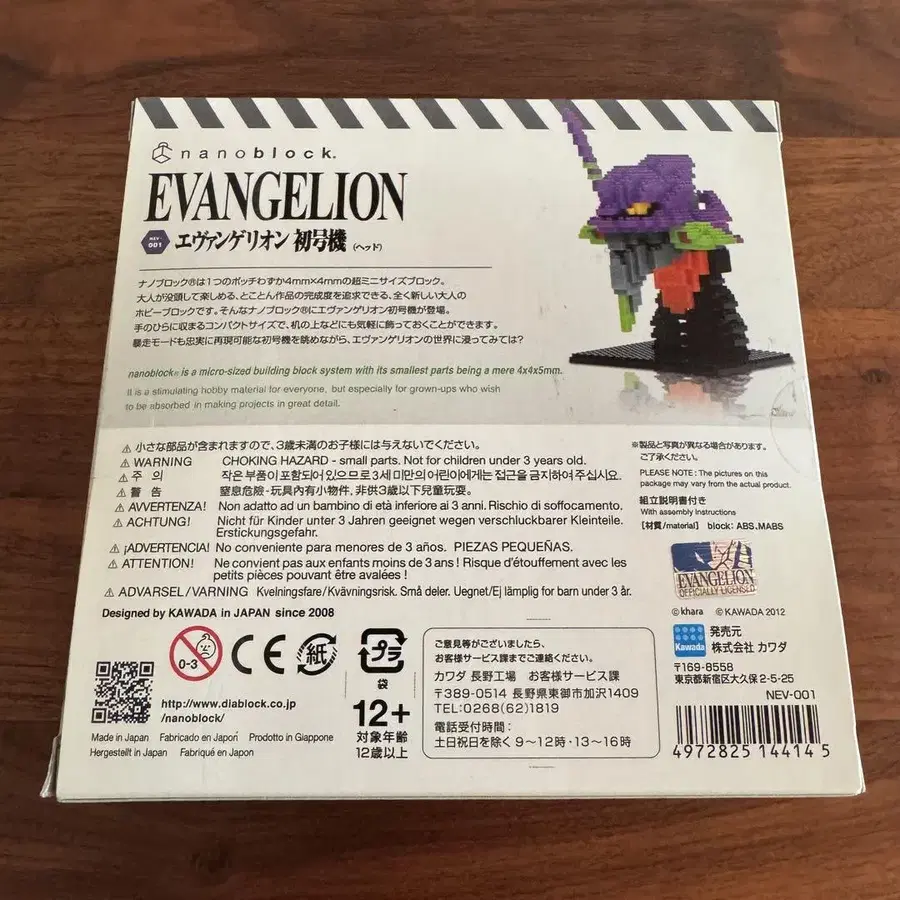 nanoblock®
EVANGELION
NEV-001 エヴァンゲリオン 初号機 (ヘッド)
ナノブロック®は1つのポッチわずか4mm×4mmの超ミニサイズブロック。
大人が没頭して楽しめる、とことん作品の完成度を追求できる、全く新しい大人の
ホビーブロックです。そんなナノブロック®にエヴァンゲリオン初号機が登場。
手のひらに収まるコンパクトサイズで、机の上などにも気軽に飾っておくことができます。
暴走モードも忠実に再現可能な初号機を眺めながら、エヴァンゲリオンの世界に浸ってみては?
nanoblock® is a micro-sized building block system with its smallest parts being a mere 4x4x5mm.
It is a stimulating hobby material for everyone, but especially for grown-ups who wish
to be absorbed in making projects in great detail.
⚠ 小さな部品が含まれますので、3歳未満のお子様には与えないでください。
⚠ WARNING CHOKING HAZARD - small parts. Not for children under 3 years old.
⚠ 주 의 작은 부품이 포함되어 있으므로 3세 미만의 어린이에게는 접근을 금지하여 주십시요.
⚠ 警 告 窒息危險・玩具內有小物件, 非供3歲以下兒童玩耍.
⚠ AVVERTENZA! Non adatto ad un bambino di età inferiore ai 3 anni. Rischio di soffocamento.
⚠ ACHTUNG! Nicht für Kinder unter 3 Jahren geeignet wegen verschluckbarer Kleinteile.
Erstickungsgefahr.
⚠ ¡ADVERTENCIA! No conveniente para menores de 3 años. PIEZAS PEQUEÑAS.
⚠ ATTENTION! Ne convient pas aux enfants moins de 3 ans ! Risque d'étouffement avec les
petits pièces pouvant être avalées !
⚠ ADVARSEL/VARNING Kvelningsfare/Kvävningsrisk. Små deler. Uegnet/Ej lämplig for barn under 3 år.
※製品と写真が異なる場合があります。
ご了承ください。
PLEASE NOTE : The pictures on this
package may vary from the actual product.
組立説明書付き
With assembly instructions
【材質/material】 block: ABS,MABS
EVANGELION
OFFICIALLY LICENSED
© khara © KAWADA 2012
Designed by KAWADA in JAPAN since 2008
0-3
CE
紙
プラ
袋
http://www.diablock.co.jp
/nanoblock/
12+
対象年齢
12歳以上
Made in Japan Fabricado en Japón Prodotto in Giappone
Hergestellt in Japan Fabriqué en Japon
ご意見等がございましたら、
お客様サービス課までご連絡ください。
カワダ 長野工場 お客様サービス課
〒389-0514 長野県東御市加沢1409
TEL:0268(62)1819
電話受付時間:
土日祝日を除く 9〜12時・13〜16時
Kawada
発売元
株式会社 カワダ
〒169-8558
東京都新宿区大久保2-5-25
NEV-001
4972825 144145